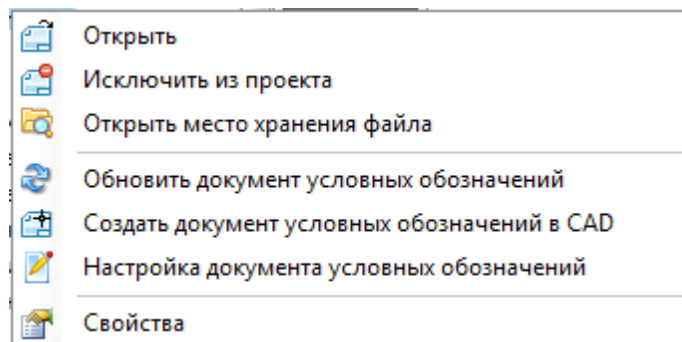 Открыть
Исключить из проекта
Открыть место хранения файла
Обновить документ условных обозначений
Создать документ условных обозначений в CAD
Настройка документа условных обозначений
Свойства